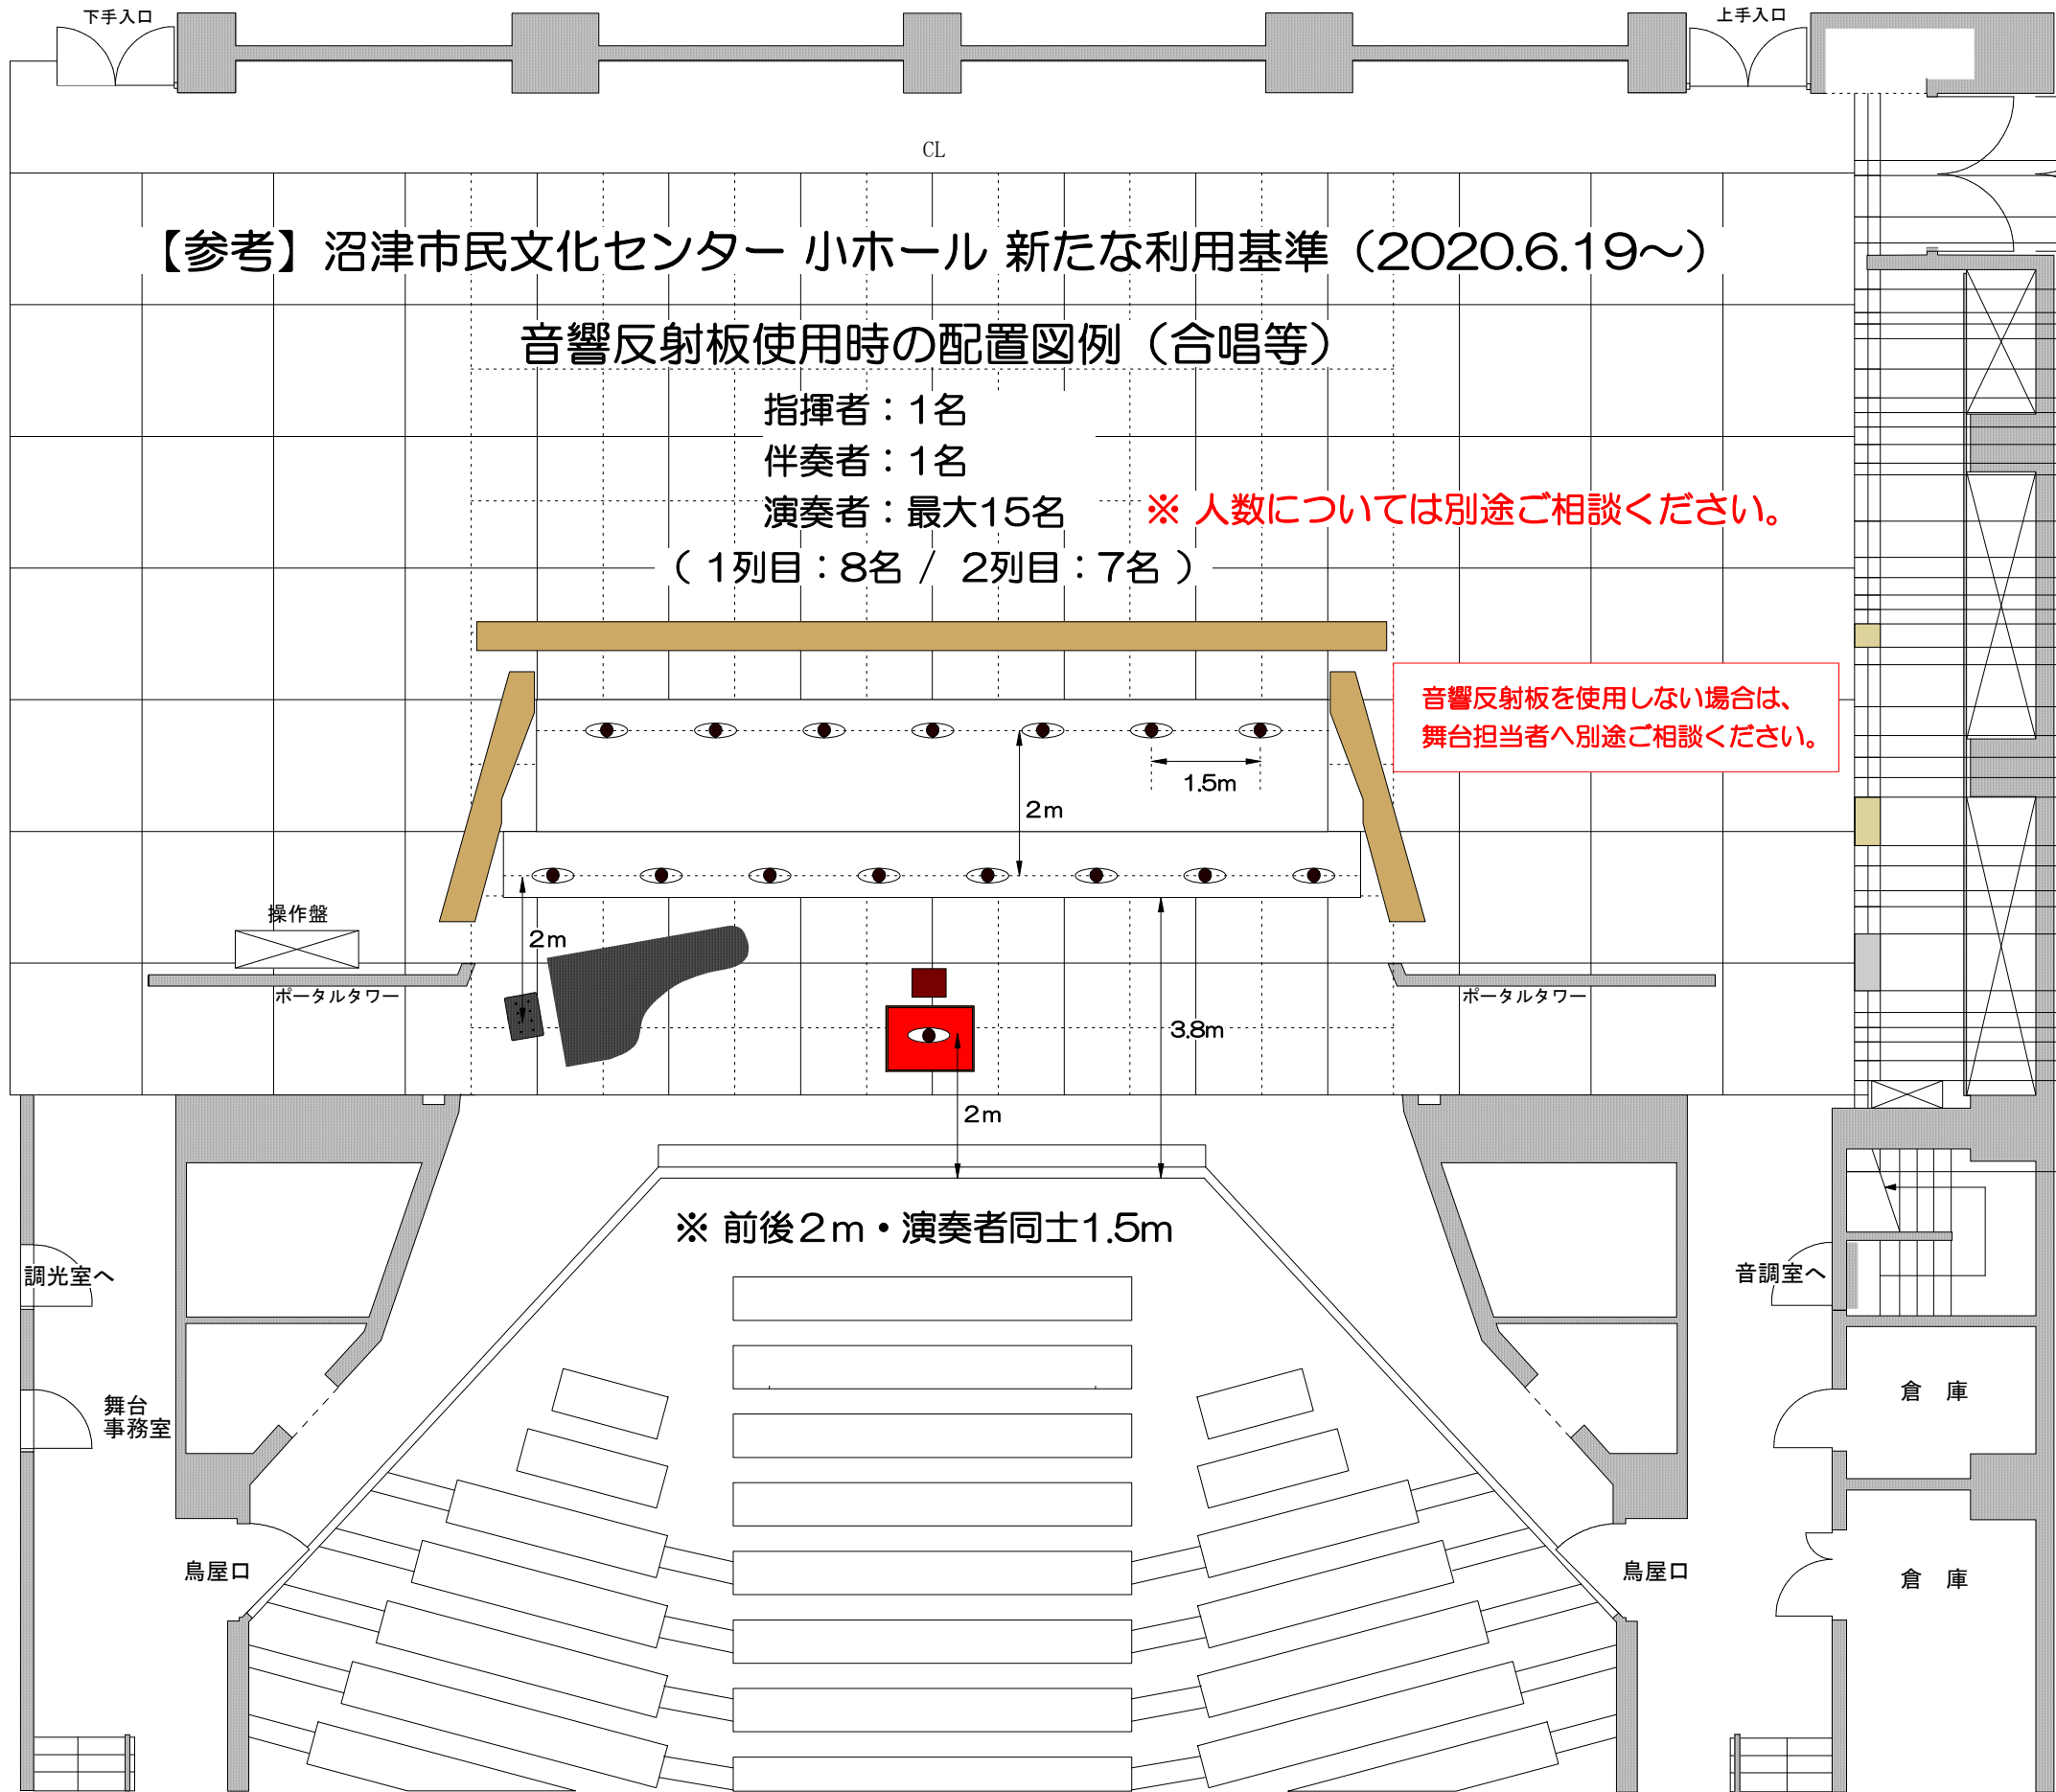 下手入口
上手入口
CL
【参考】沼津市民文化センター 小ホール 新たな利用基準（2020.6.19～）
音響反射板使用時の配置図例（合唱等）
指揮者：1名
伴奏者：1名
演奏者：最大15名
※ 人数については別途ご相談ください。
（ 1列目：8名 / 2列目：7名 ）
音響反射板を使用しない場合は、
舞台担当者へ別途ご相談ください。
1.5m
2m
操作盤
2m
ポータルタワー
ポータルタワー
3.8m
2m
※ 前後2m・演奏者同士1.5m
調光室へ
音調室へ
舞台
事務室
倉 庫
鳥屋口
鳥屋口
倉 庫